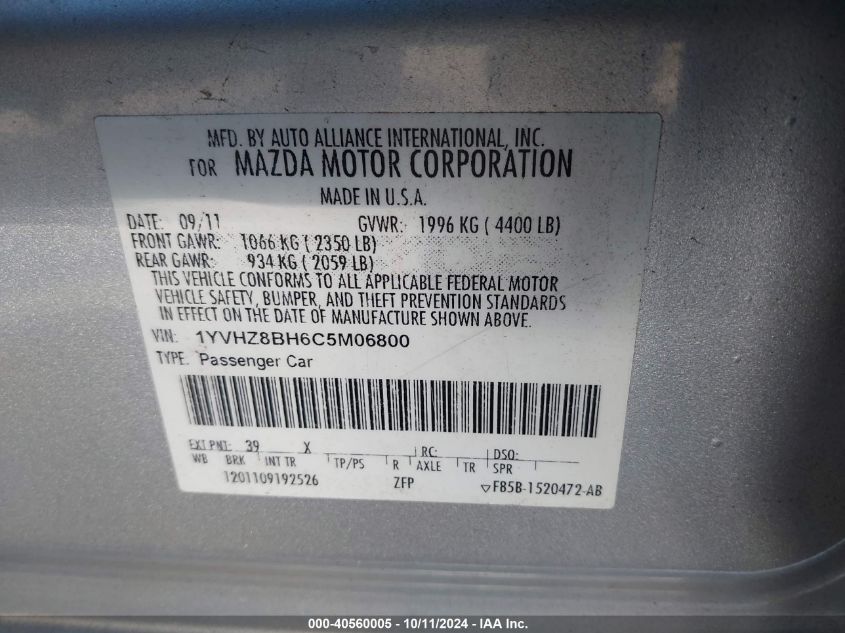 MFD. BY AUTO ALLIANCE INTERNATIONAL, INC.
FOR MAZDA MOTOR CORPORATION
MADE IN U.S.A.
DATE: 09/11 GVWR: 1996 KG ( 4400 LB)
FRONT GAWR: 1066 KG ( 2350 LB)
REAR GAWR: 934 KG ( 2059 LB)
THIS VEHICLE CONFORMS TO ALL APPLICABLE FEDERAL MOTOR
VEHICLE SAFETY, BUMPER, AND THEFT PREVENTION STANDARDS
IN EFFECT ON THE DATE OF MANUFACTURE SHOWN ABOVE.
VIN: 1YVHZ8BH6C5M06800
TYPE: Passenger Car
EXT PNT: 39 X RC: DSO:
WB BRK INT TR TP/PS R AXLE TR SPR
1201109192526 ZFP ▽F85B-1520472-AB
000-40560005 - 10/11/2024 - IAA Inc.